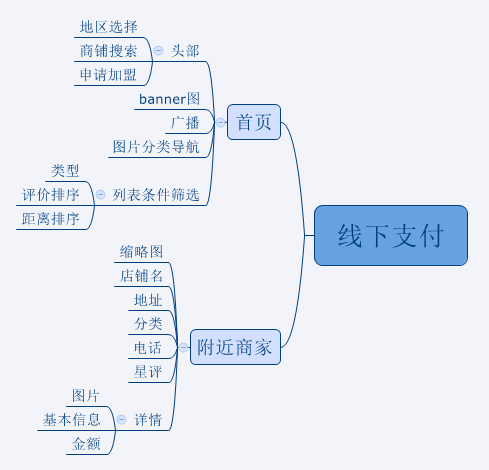 地区选择
商铺搜索
头部
申请加盟
banner图
广播
首页
图片分类导航
类型
评价排序
列表条件筛选
距离排序
线下支付
缩略图
店铺名
地址
分类
电话
附近商家
星评
图片
基本信息
详情
金额